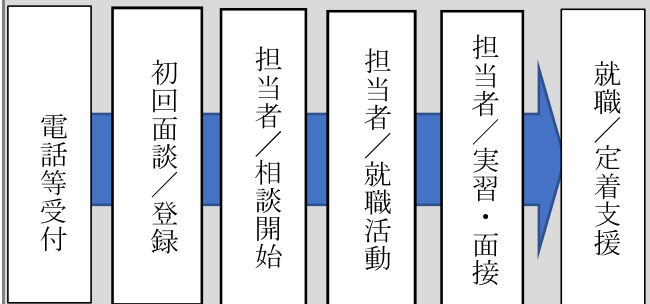 電話等受付
初回面談／登録
担当者／相談開始
担当者／就職活動
担当者／実習・面接
就職／定着支援